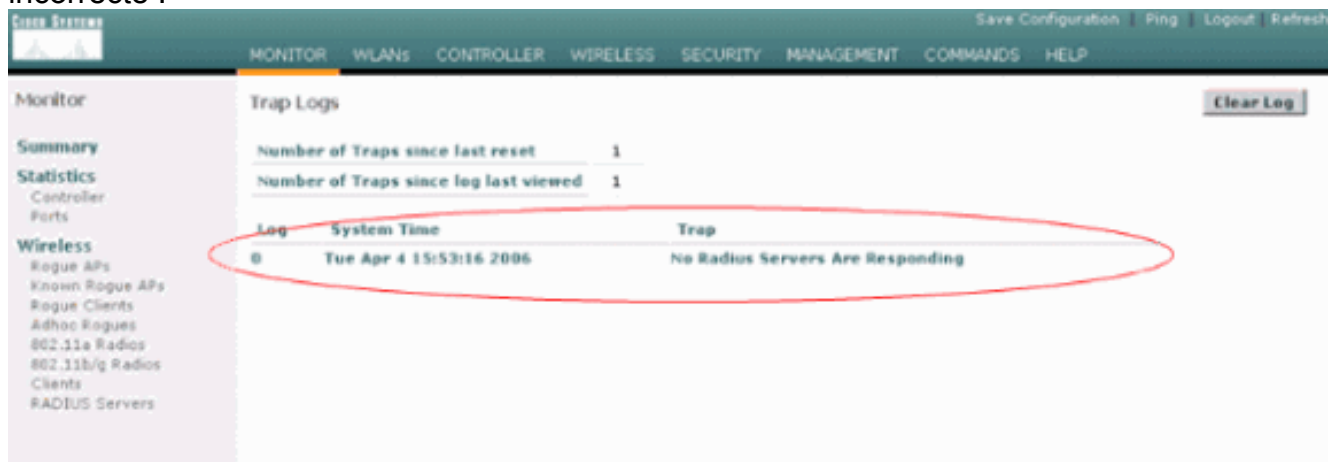 CISCO SYSTEMS
Save Configuration | Ping | Logout | Refresh
MONITOR WLANs CONTROLLER WIRELESS SECURITY MANAGEMENT COMMANDS HELP
Monitor
Summary
Statistics
Controller
Ports
Wireless
Rogue APs
Known Rogue APs
Rogue Clients
Adhoc Rogues
802.11a Radios
802.11b/g Radios
Clients
RADIUS Servers
Trap Logs
Clear Log
Number of Traps since last reset 1
Number of Traps since log last viewed 1
Log System Time Trap
0 Tue Apr 4 15:53:16 2006 No Radius Servers Are Responding